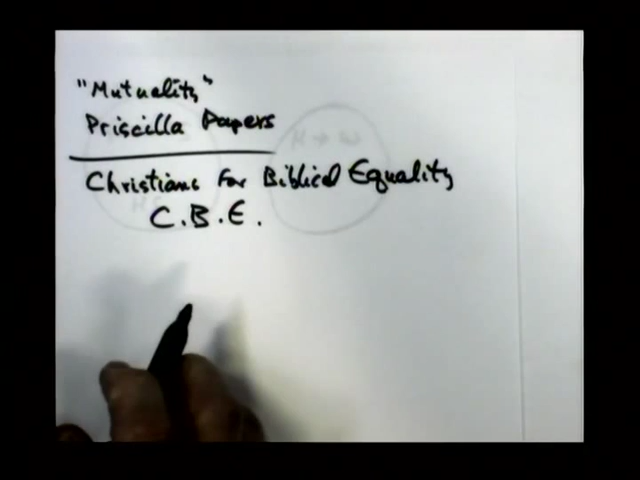 "Mutuality"
Priscilla Papers
Christians For Biblical Equality
C.B.E.